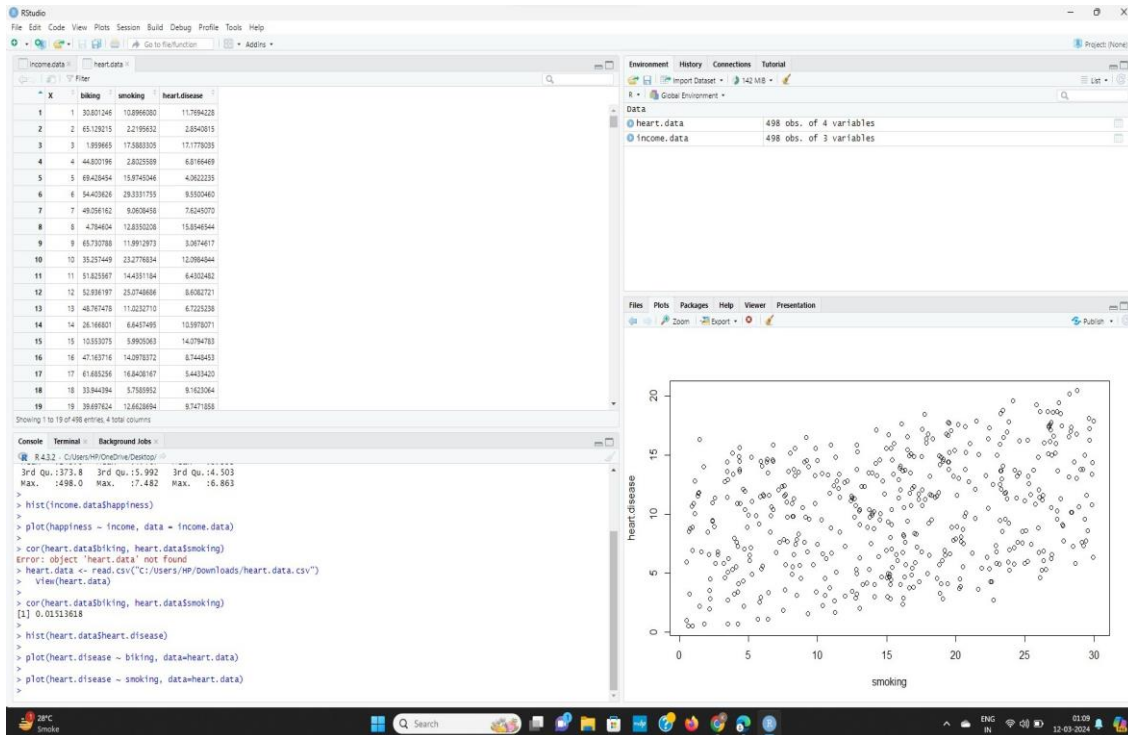 RStudio
File Edit Code View Plots Session Build Debug Profile Tools Help
Go to file/function Addins Project: (None)
income.data heart.data
Filter
X biking smoking heart.disease
1 1 30.801246 10.8966080 11.7694228
2 2 65.129215 2.2195632 2.8540815
3 3 1.959665 17.5883305 17.1778035
4 4 44.800196 2.8025589 6.8166469
5 5 69.428454 15.9745046 4.0622235
6 6 54.403626 29.3331755 9.5500460
7 7 49.056162 9.0608458 7.6245070
8 8 4.784604 12.8350208 15.8546544
9 9 65.730788 11.9912973 3.0674617
10 10 35.257449 23.2776834 12.0984844
11 11 51.825567 14.4351184 6.4302482
12 12 52.936197 25.0748686 8.6082721
13 13 48.767478 11.0232710 6.7225238
14 14 26.166801 6.6457495 10.5978071
15 15 10.553075 5.9905063 14.0794783
16 16 47.163716 14.0978372 8.7448453
17 17 61.685256 16.8408167 5.4433420
18 18 33.944394 5.7585952 9.1623064
19 19 39.697624 12.6628694 9.7471858
Showing 1 to 19 of 498 entries, 4 total columns
Console Terminal Background Jobs
R 4.3.2 · C:/Users/HP/OneDrive/Desktop/
3rd Qu.:373.8 3rd Qu.:5.992 3rd Qu.:4.503
Max. :498.0 Max. :7.482 Max. :6.863
>
> hist(income.data$happiness)
>
> plot(happiness ~ income, data = income.data)
>
> cor(heart.data$biking, heart.data$smoking)
Error: object 'heart.data' not found
> heart.data <- read.csv("C:/Users/HP/Downloads/heart.data.csv")
> View(heart.data)
>
> cor(heart.data$biking, heart.data$smoking)
[1] 0.01513618
>
> hist(heart.data$heart.disease)
>
> plot(heart.disease ~ biking, data=heart.data)
>
> plot(heart.disease ~ smoking, data=heart.data)
>
Environment History Connections Tutorial
Import Dataset 142 MB List
R Global Environment
Data
heart.data 498 obs. of 4 variables
income.data 498 obs. of 3 variables
Files Plots Packages Help Viewer Presentation
Zoom Export Publish
heart.disease
20
15
10
5
0
0 5 10 15 20 25 30
smoking
28°C
Smoke
Search
ENG
IN
01:09
12-03-2024